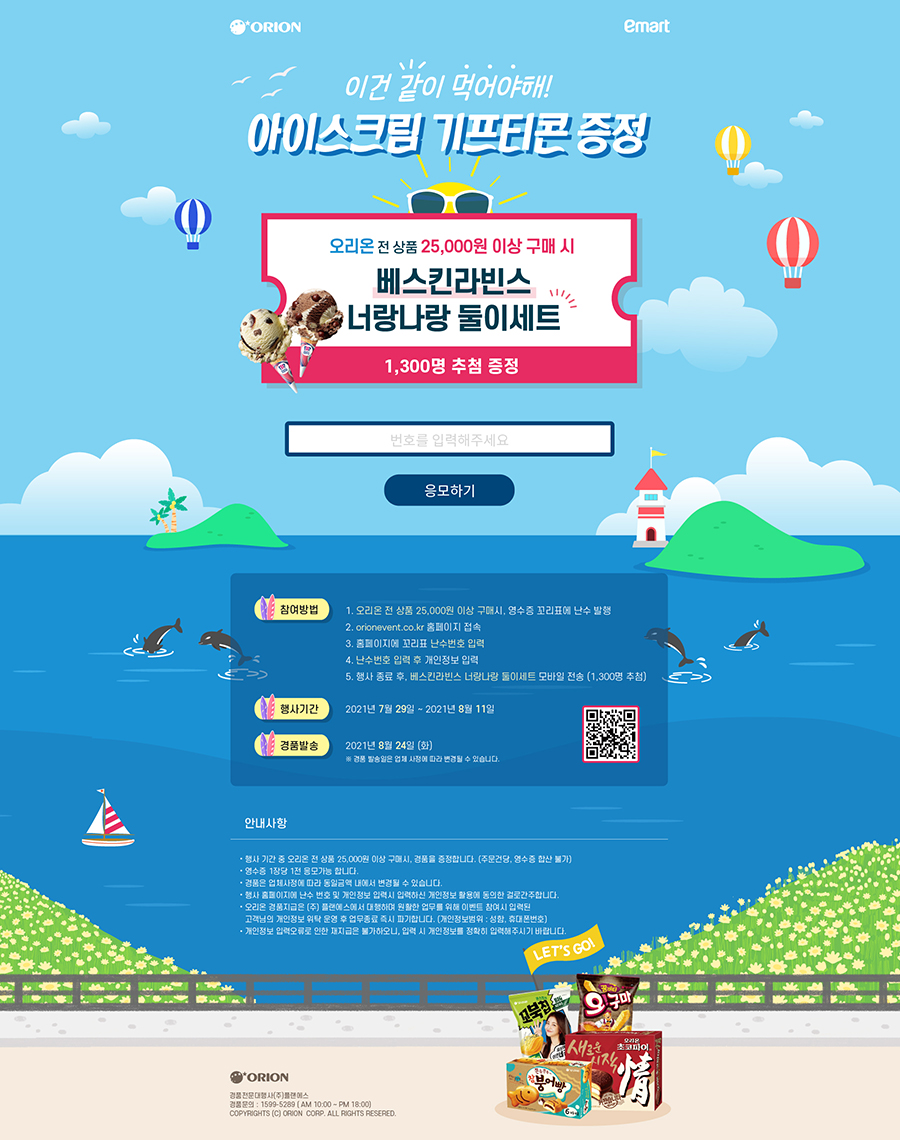 ORION
emart
이건 같이 먹어야해!
아이스크림 기프티콘 증정
오리온 전 상품 25,000원 이상 구매 시
베스킨라빈스
너랑나랑 둘이세트
1,300명 추첨 증정
번호를 입력해주세요
응모하기
참여방법
1. 오리온 전 상품 25,000원 이상 구매시, 영수증 꼬리표에 난수 발행
2. orionevent.co.kr 홈페이지 접속
3. 홈페이지에 꼬리표 난수번호 입력
4. 난수번호 입력 후 개인정보 입력
5. 행사 종료 후, 베스킨라빈스 너랑나랑 둘이세트 모바일 전송 (1,300명 추첨)
행사기간
2021년 7월 29일 ~ 2021년 8월 11일
경품발송
2021년 8월 24일 (화)
※ 경품 발송일은 업체 사정에 따라 변경될 수 있습니다.
안내사항
• 행사 기간 중 오리온 전 상품 25,000원 이상 구매시, 경품을 증정합니다. (주문건당, 영수증 합산 불가)
• 영수증 1장당 1전 응모가능 합니다.
• 경품은 업체사정에 따라 동일금액 내에서 변경될 수 있습니다.
• 행사 홈페이지에 난수 번호 및 개인정보 입력시 입력하신 개인정보 활용에 동의한 걸로간주합니다.
• 오리온 경품지급은 (주) 플랜에스에서 대행하며 원활한 업무를 위해 이벤트 참여시 입력된
고객님의 개인정보 위탁 운영 후 업무종료 즉시 파기합니다. (개인정보범위 : 성함, 휴대폰번호)
• 개인정보 입력오류로 인한 재지급은 불가하오니, 입력 시 개인정보를 정확히 입력해주시기 바랍니다.
LET'S GO!
꼬북칩
오구마
오리온
초코파이
새로운
시작
情
참붕어빵
6
ORION
경품전문대행사(주)플랜에스
경품문의 : 1599-5289 ( AM 10:00 ~ PM 18:00)
COPYRIGHTS (C) ORION CORP. ALL RIGHTS RESERED.